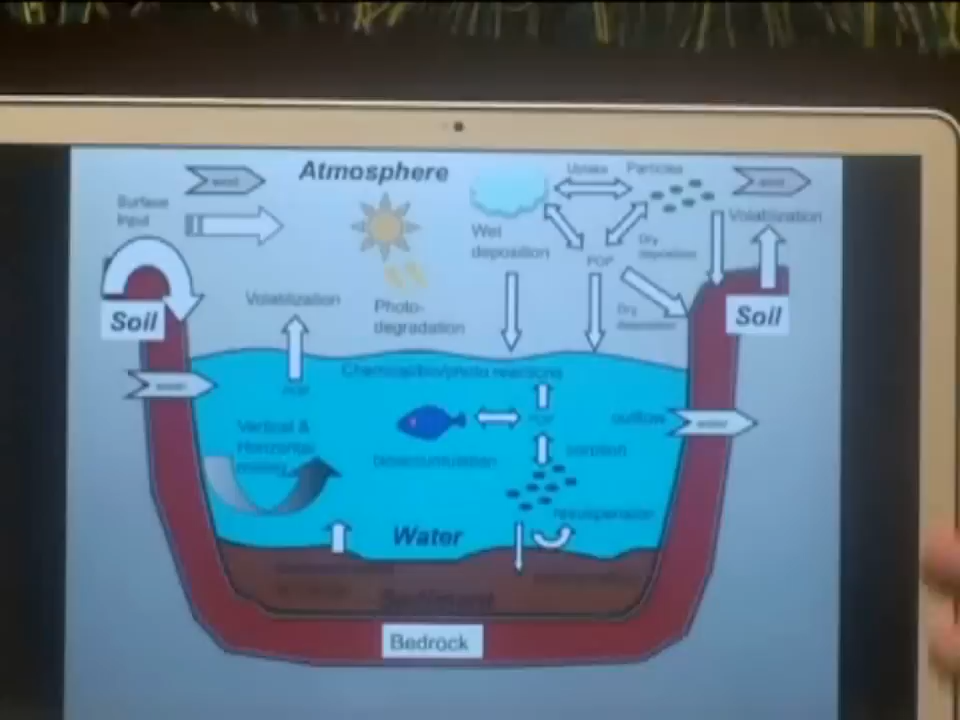 Atmosphere
wind
Surface
Input
Uptake
Particles
wind
Volatilization
Wet
deposition
POP
Dry
deposition
Volatilization
Photo-
degradation
Dry
deposition
Soil
Soil
Chemical/bio/photo reactions
water
POP
POP
outflow
water
Vertical &
Horizontal
mixing
bioaccumulation
sorption
Resuspension
Water
Sediment
Bedrock